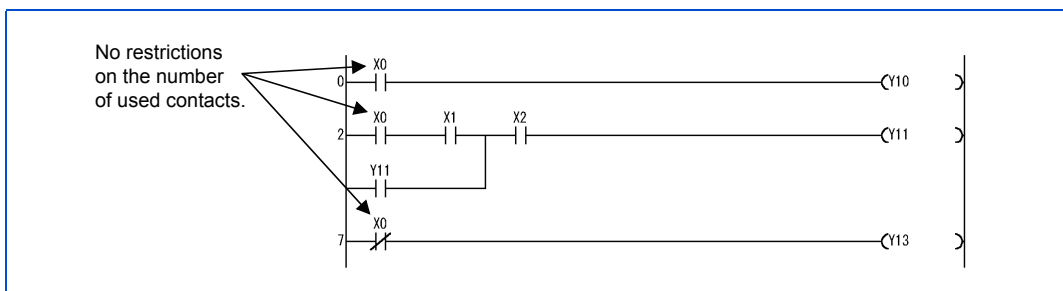 No restrictions
on the number
of used contacts.
X0
0 Y10
X0 X1 X2
2 Y11
Y11
X0
7 Y13